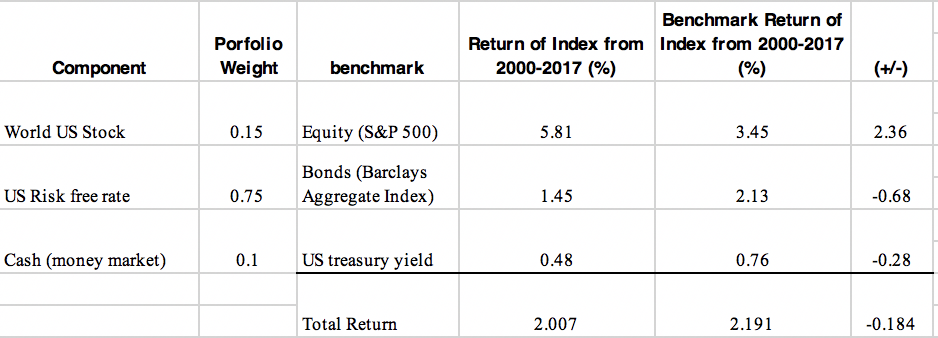 Component
Porfolio
Weight
benchmark
Return of Index from
2000-2017 (%)
Benchmark Return of
Index from 2000-2017
(%)
(+/-)
World US Stock 0.15 Equity (S&P 500) 5.81 3.45 2.36
US Risk free rate 0.75 Bonds (Barclays
Aggregate Index) 1.45 2.13 -0.68
Cash (money market) 0.1 US treasury yield 0.48 0.76 -0.28
Total Return 2.007 2.191 -0.184